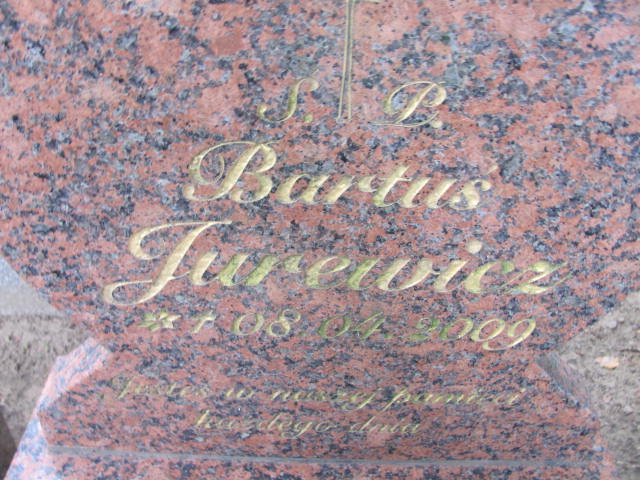 S. P.
Bartuś
Jurewicz
* + 08.04.2009
Jesteś w naszej pamięci
każdego dnia